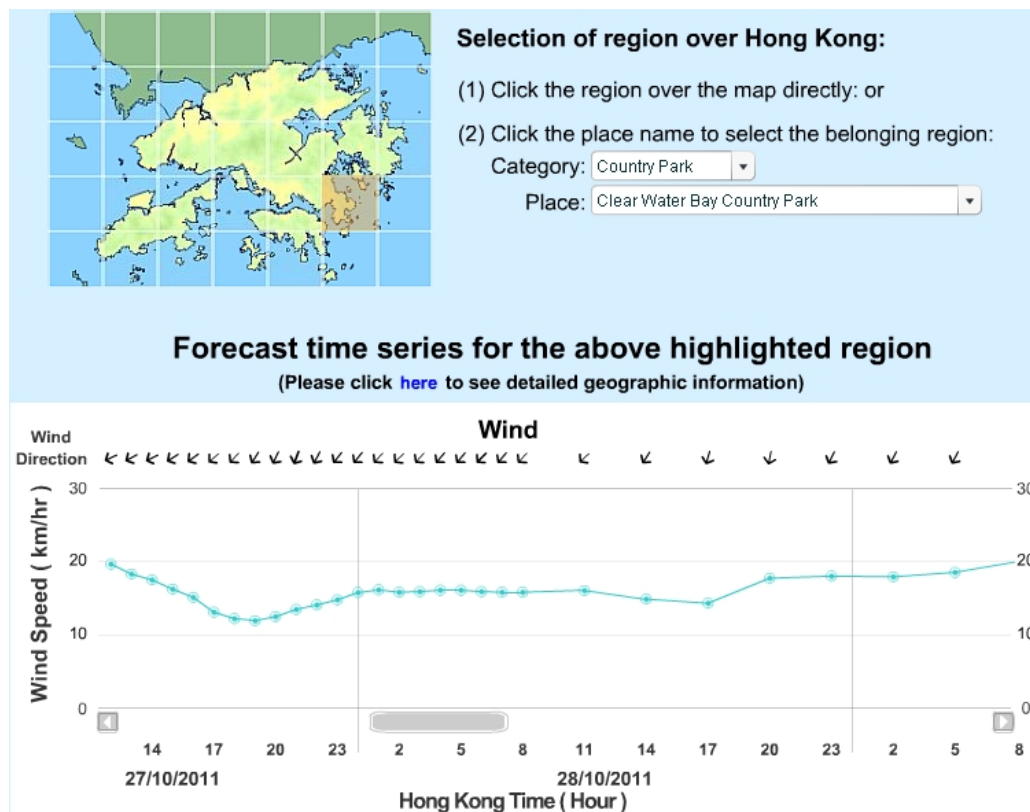 Selection of region over Hong Kong:
(1) Click the region over the map directly: or
(2) Click the place name to select the belonging region:
Category: Country Park
Place: Clear Water Bay Country Park
Forecast time series for the above highlighted region
(Please click here to see detailed geographic information)
Wind
Wind Direction
Wind Speed ( km/hr )
30 30
20 20
10 10
0 0
14 17 20 23 2 5 8 11 14 17 20 23 2 5 8
27/10/2011 28/10/2011
Hong Kong Time ( Hour )